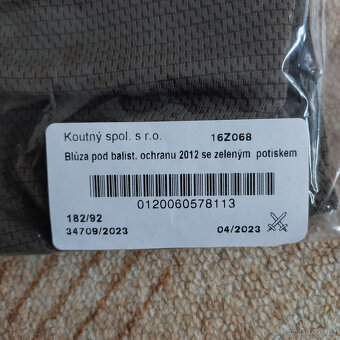 Koutný spol. s r.o. 16Z068
Blůza pod balist. ochranu 2012 se zeleným potiskem
0120060578113
182/92
34709/2023 04/2023